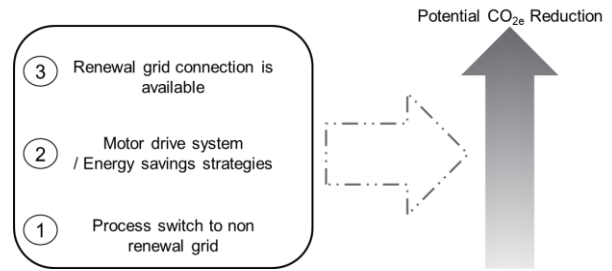 Potential CO2e Reduction
3 Renewal grid connection is
available
2 Motor drive system
/ Energy savings strategies
1 Process switch to non
renewal grid